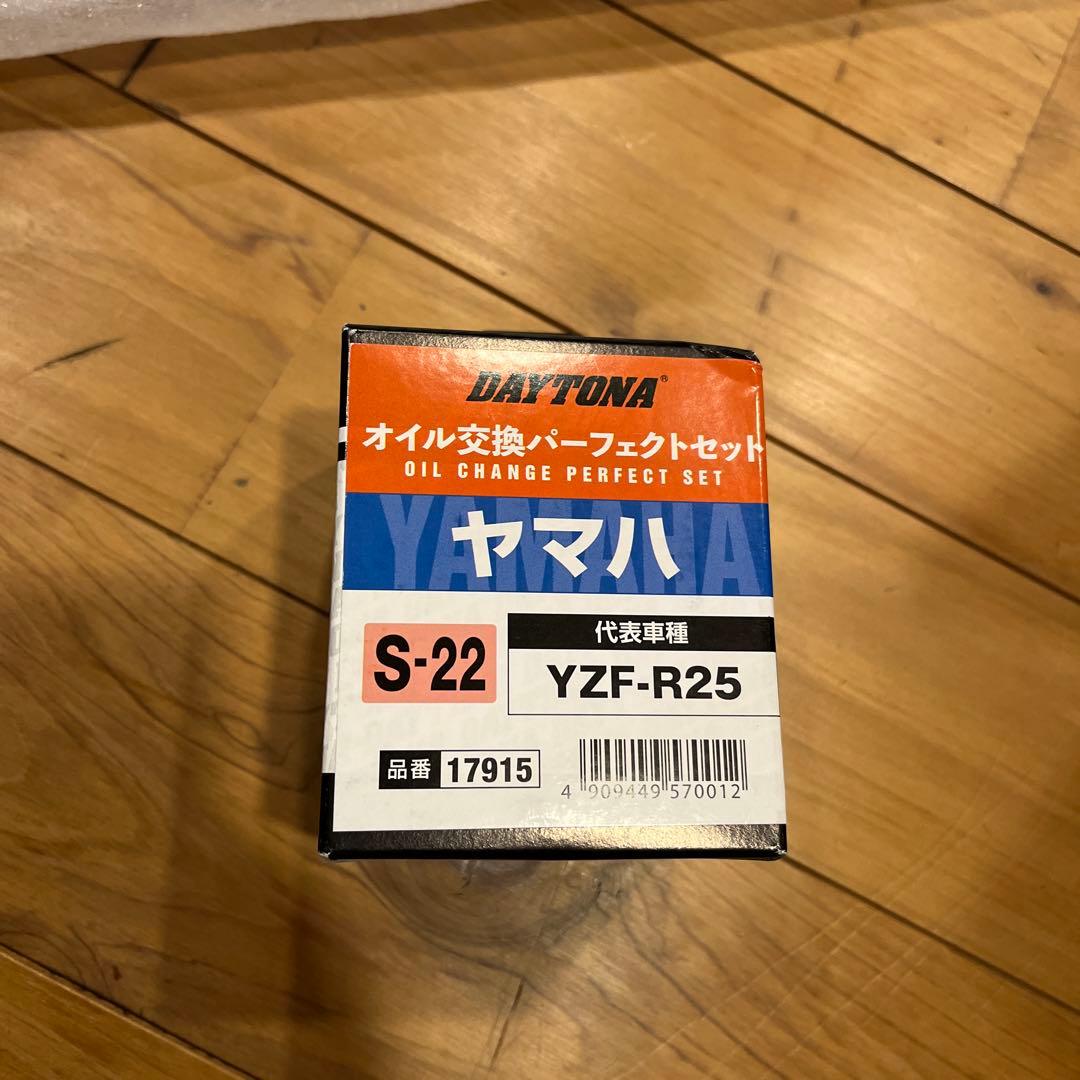 DAYTONA®
オイル交換パーフェクトセット
OIL CHANGE PERFECT SET
YAMAHA
ヤマハ
S-22
代表車種
YZF-R25
品番 17915
4 909449 570012